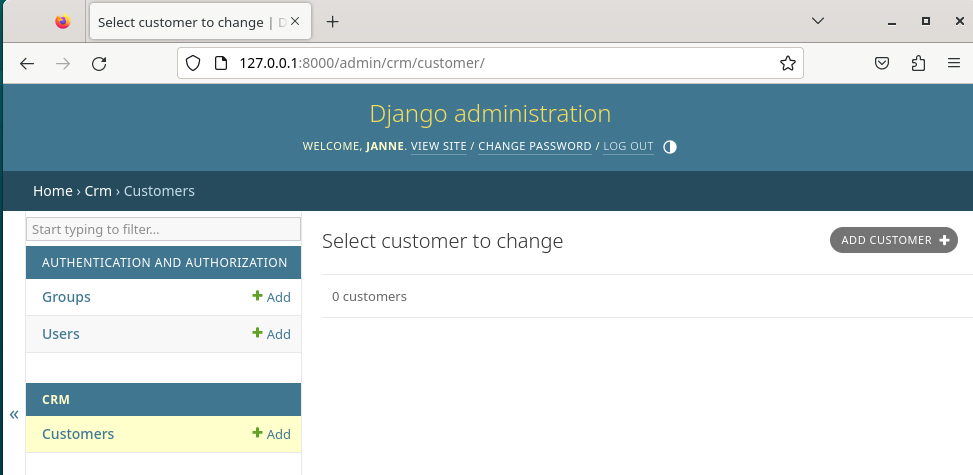 Select customer to change | D
127.0.0.1:8000/admin/crm/customer/
Django administration
WELCOME, JANNE. VIEW SITE / CHANGE PASSWORD / LOG OUT
Home › Crm › Customers
Start typing to filter...
AUTHENTICATION AND AUTHORIZATION
Groups + Add
Users + Add
CRM
Customers + Add
«
Select customer to change
ADD CUSTOMER +
0 customers